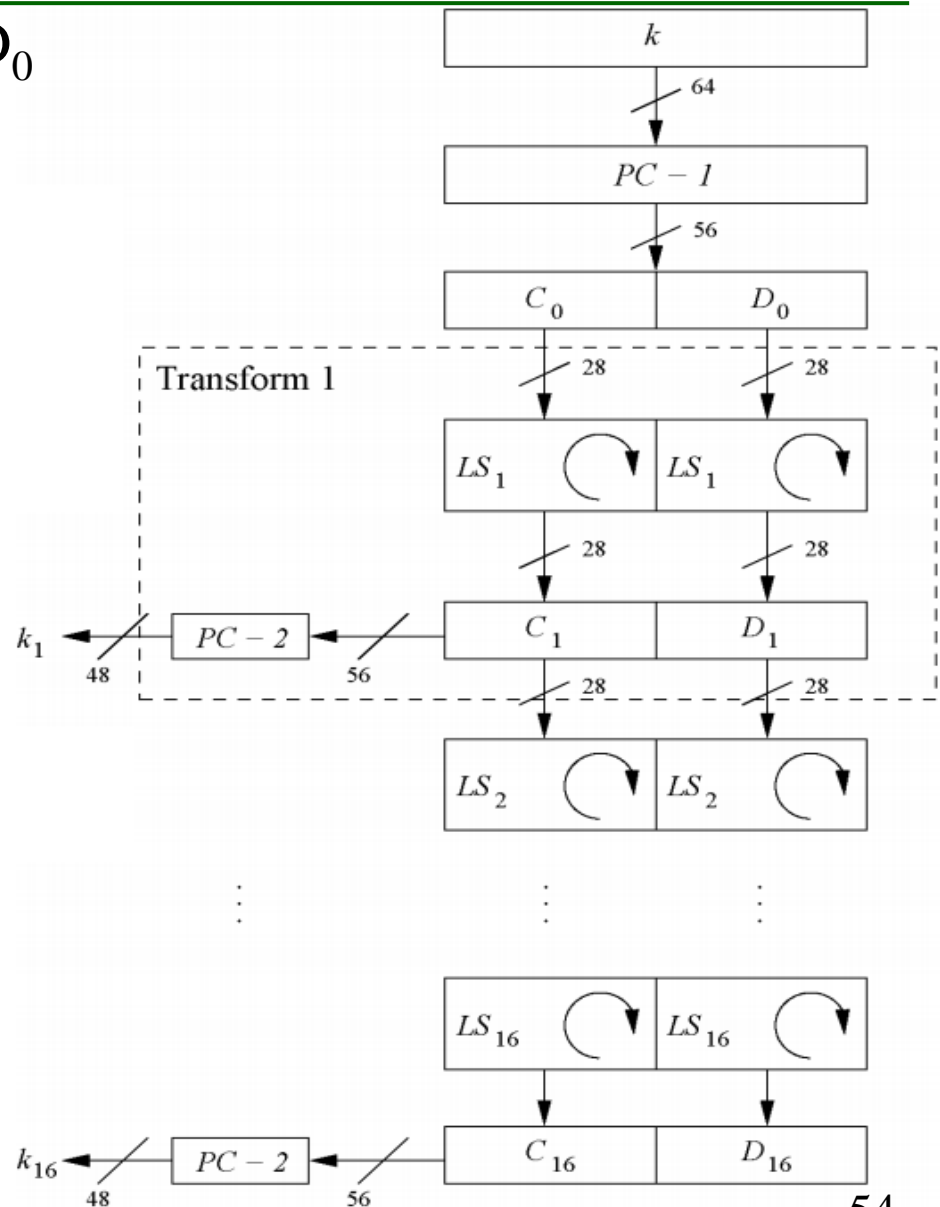 D₀
k
64
PC − 1
56
C₀ D₀
Transform 1
28 28
LS₁ LS₁
28 28
k₁ 48 PC − 2 56 C₁ D₁
28 28
LS₂ LS₂
⋮ ⋮ ⋮
LS₁₆ LS₁₆
k₁₆ 48 PC − 2 56 C₁₆ D₁₆
54